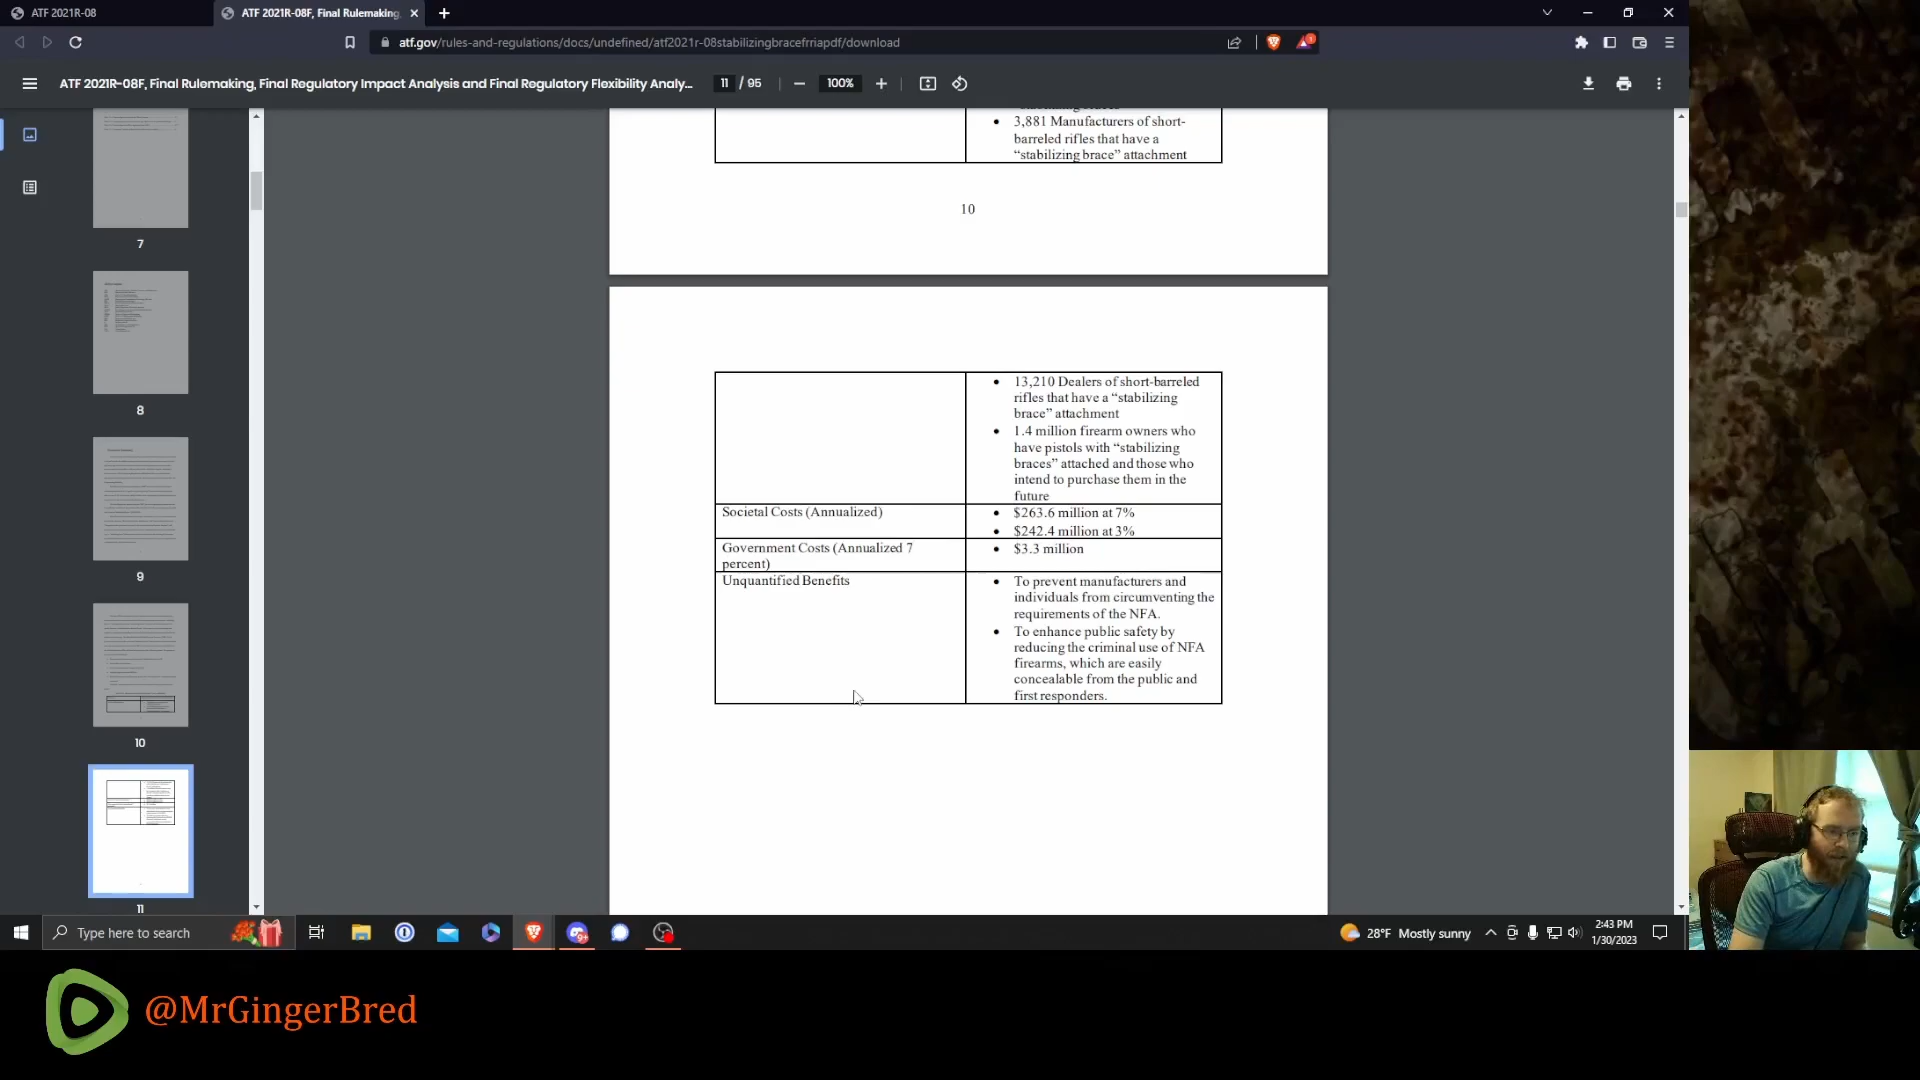 ATF 2021R-08
ATF 2021R-08F, Final Rulemaking,
atf.gov/rules-and-regulations/docs/undefined/atf2021r-08stabilizingbracefrriapdf/download
ATF 2021R-08F, Final Rulemaking, Final Regulatory Impact Analysis and Final Regulatory Flexibility Analy...
11 / 95
100%
7
8
9
10
11
• 3,881 Manufacturers of short-
barreled rifles that have a
“stabilizing brace” attachment
10
• 13,210 Dealers of short-barreled
rifles that have a “stabilizing
brace” attachment
• 1.4 million firearm owners who
have pistols with “stabilizing
braces” attached and those who
intend to purchase them in the
future
Societal Costs (Annualized)
• $263.6 million at 7%
• $242.4 million at 3%
Government Costs (Annualized 7
percent)
• $3.3 million
Unquantified Benefits
• To prevent manufacturers and
individuals from circumventing the
requirements of the NFA.
• To enhance public safety by
reducing the criminal use of NFA
firearms, which are easily
concealable from the public and
first responders.
Type here to search
28°F Mostly sunny
2:43 PM
1/30/2023
@MrGingerBred